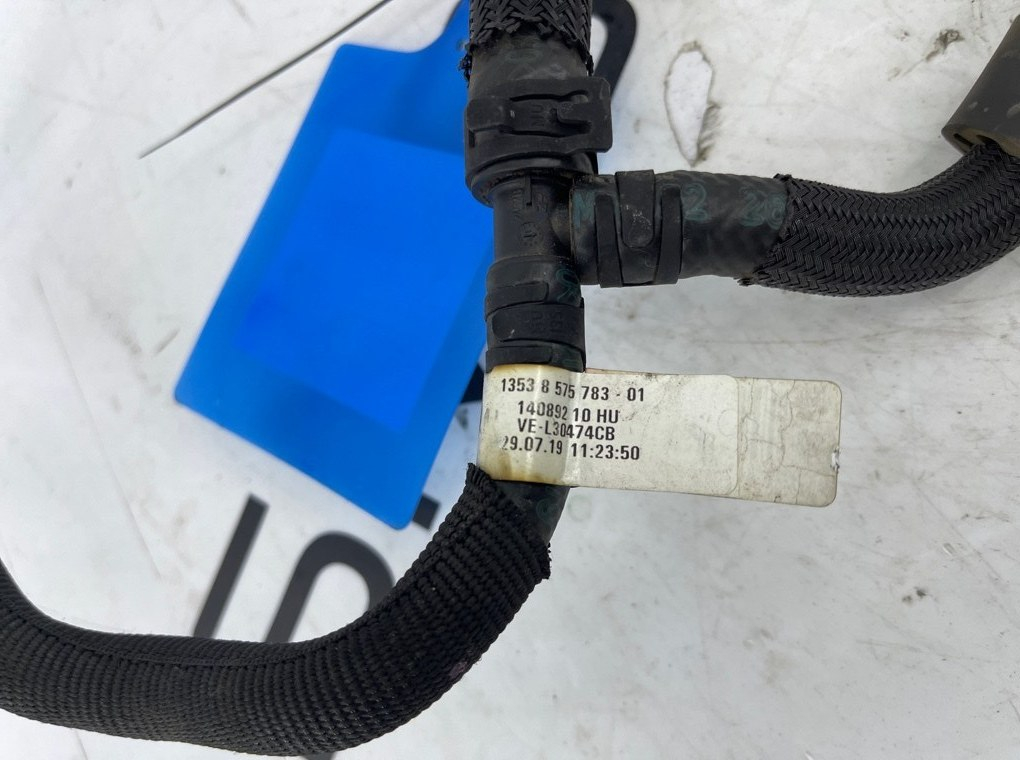 1353 8 575 783 - 01
140892 10 HU
VE-L30474CB
29.07.19 11:23:50